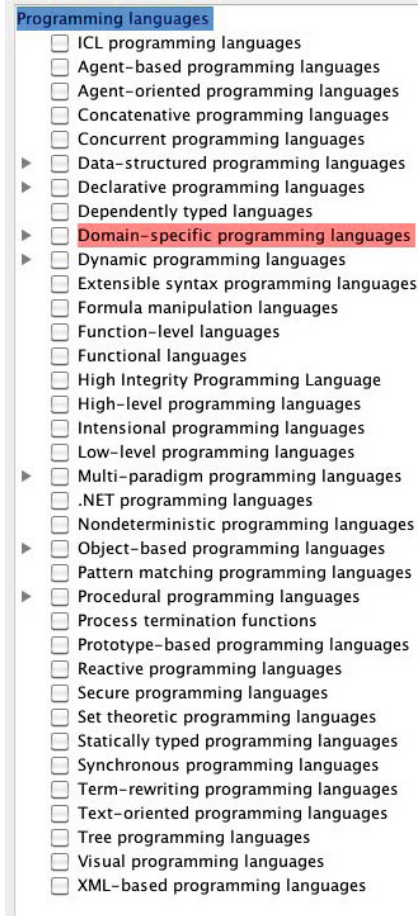 Programming languages
ICL programming languages
Agent-based programming languages
Agent-oriented programming languages
Concatenative programming languages
Concurrent programming languages
Data-structured programming languages
Declarative programming languages
Dependently typed languages
Domain-specific programming languages
Dynamic programming languages
Extensible syntax programming languages
Formula manipulation languages
Function-level languages
Functional languages
High Integrity Programming Language
High-level programming languages
Intensional programming languages
Low-level programming languages
Multi-paradigm programming languages
.NET programming languages
Nondeterministic programming languages
Object-based programming languages
Pattern matching programming languages
Procedural programming languages
Process termination functions
Prototype-based programming languages
Reactive programming languages
Secure programming languages
Set theoretic programming languages
Statically typed programming languages
Synchronous programming languages
Term-rewriting programming languages
Text-oriented programming languages
Tree programming languages
Visual programming languages
XML-based programming languages